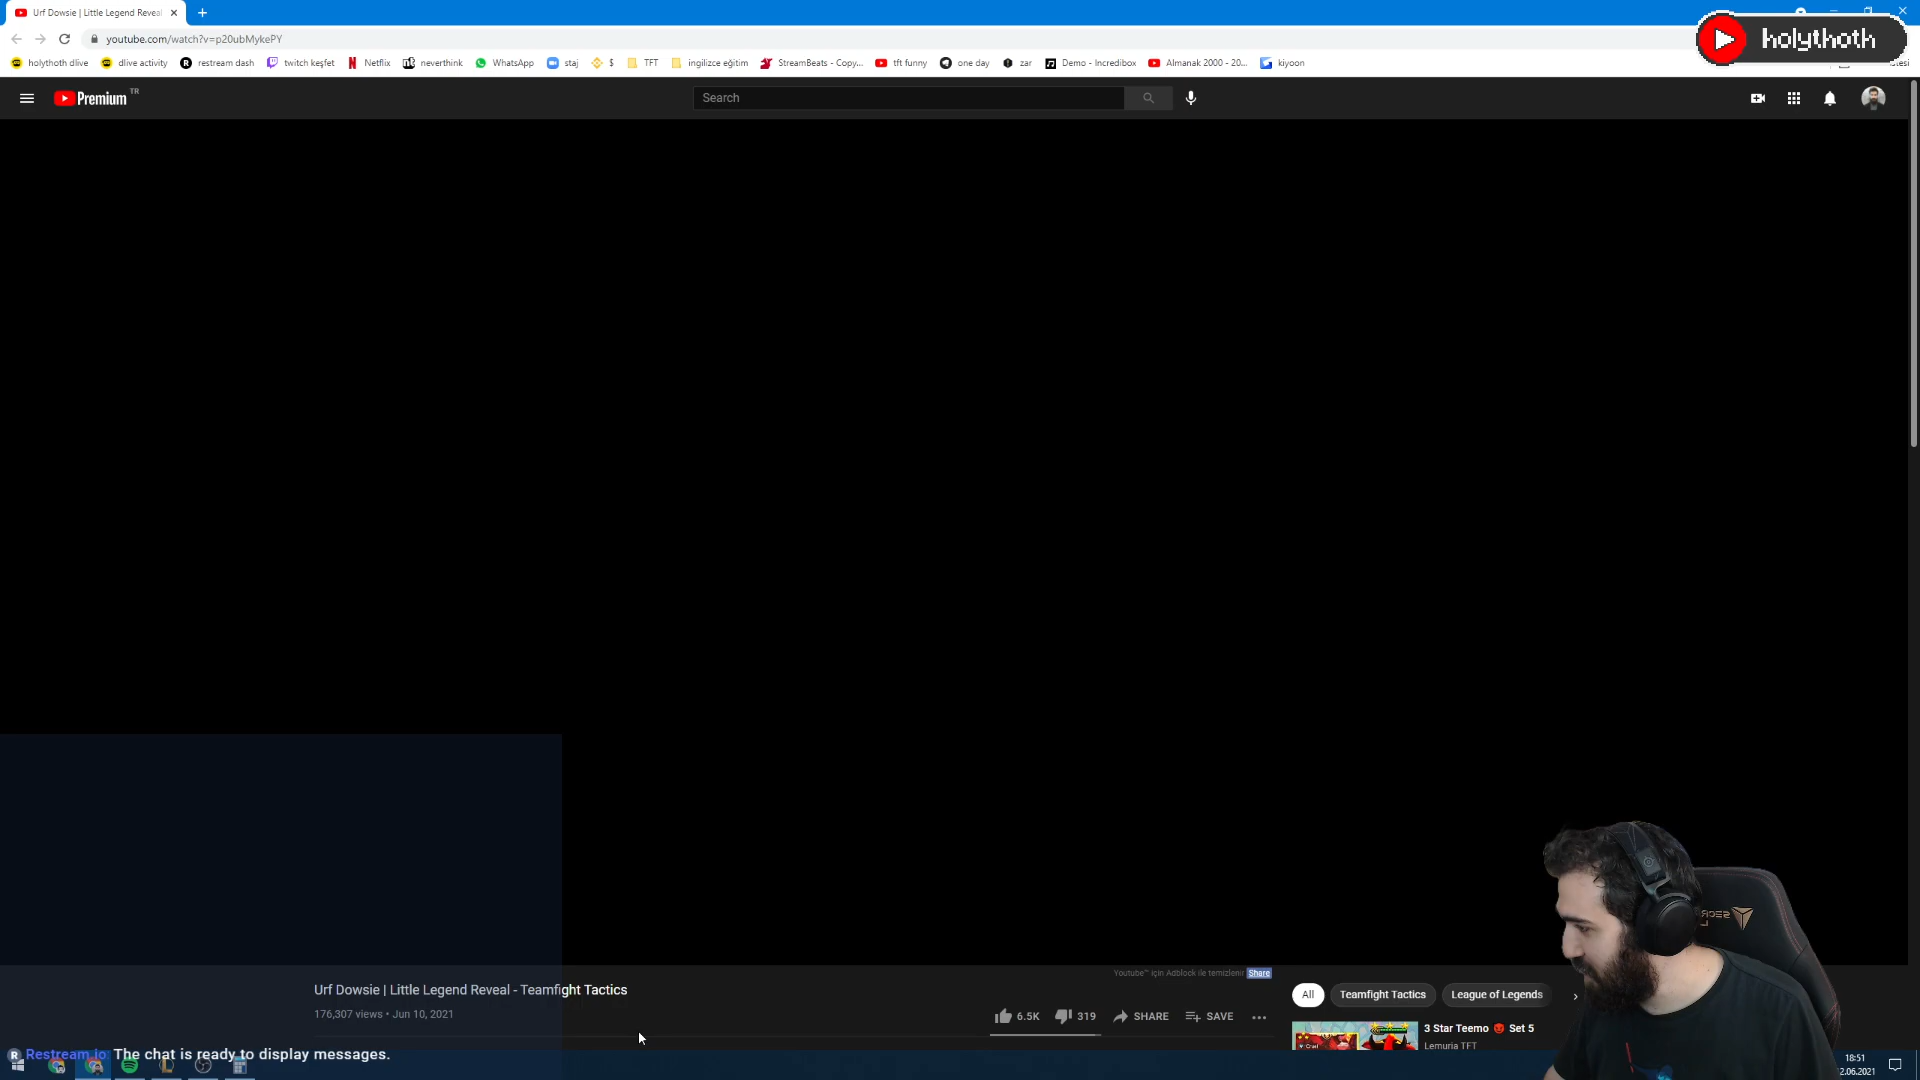 Urf Dowsie | Little Legend Reveal
youtube.com/watch?v=p20ubMykePY
holythoth
holythoth dlive
dlive activity
restream dash
twitch keşfet
Netflix
neverthink
WhatsApp
staj
$
TFT
ingilizce eğitim
StreamBeats - Copy...
tft funny
one day
zar
Demo - Incredibox
Almanak 2000 - 20...
kiyoon
Premium TR
Search
Youtube™ için Adblock ile temizlenir Share
Urf Dowsie | Little Legend Reveal - Teamfight Tactics
176,307 views • Jun 10, 2021
6.5K
319
SHARE
SAVE
All
Teamfight Tactics
League of Legends
3 Star Teemo 😡 Set 5
Lemuria TFT
Restream.io The chat is ready to display messages.
18:51
2.06.2021